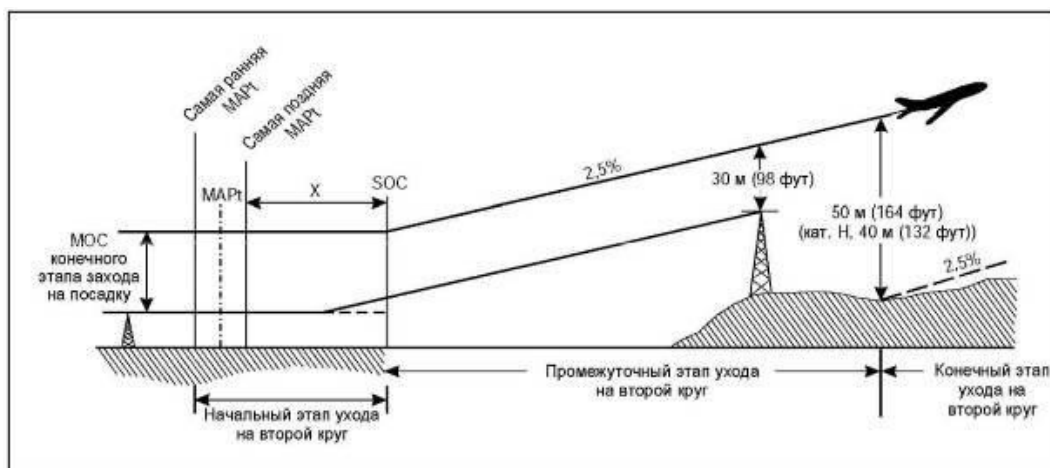 Самая ранняя
MAPt
Самая поздняя
MAPt
MAPt
X
SOC
2,5%
30 м (98 фут)
50 м (164 фут)
(кат. H, 40 м (132 фут))
2,5%
MOC
конечного
этапа захода
на посадку
Промежуточный этап ухода
на второй круг
Конечный этап
ухода на
второй круг
Начальный этап ухода
на второй круг